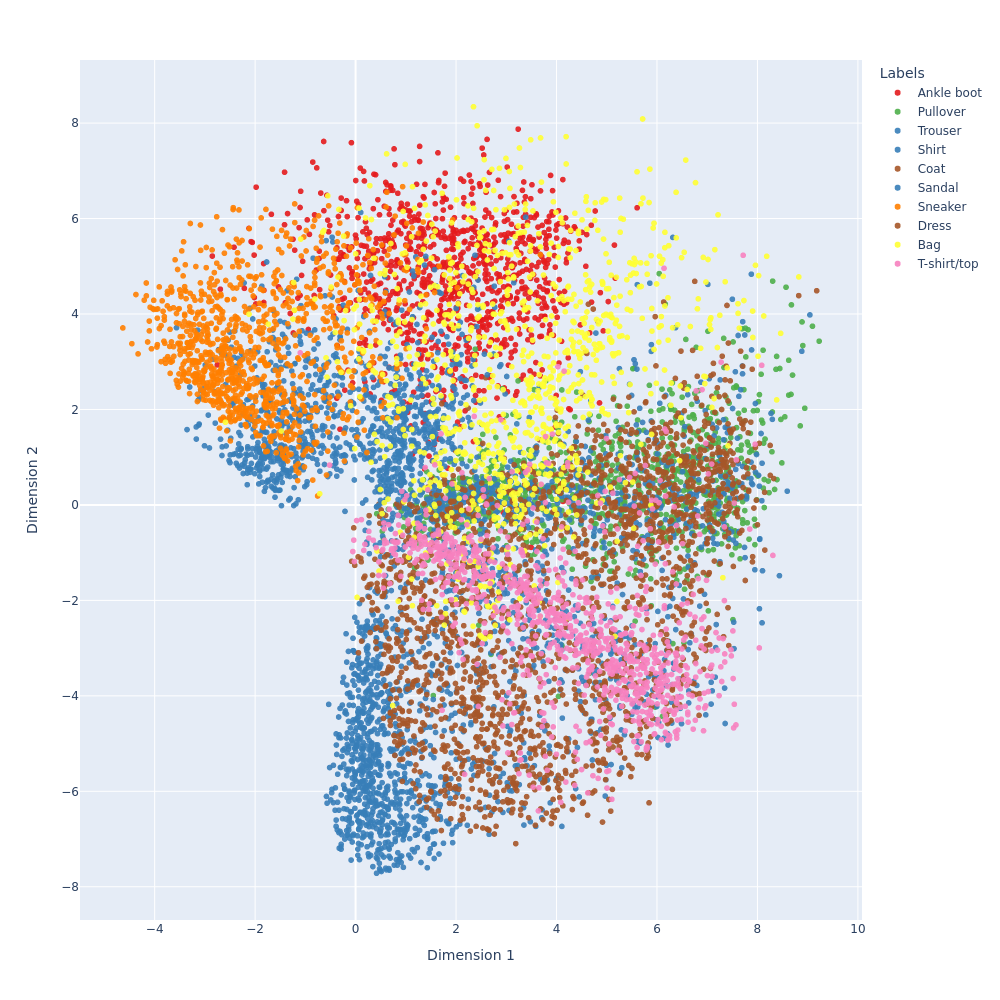 Labels
Ankle boot
Pullover
Trouser
Shirt
Coat
Sandal
Sneaker
Dress
Bag
T-shirt/top
8
6
4
2
0
−2
−4
−6
−8
−4
−2
0
2
4
6
8
10
Dimension 1
Dimension 2